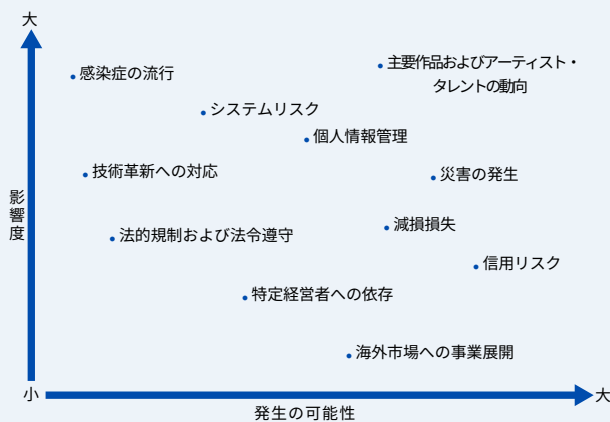 大
感染症の流行
主要作品およびアーティスト・
タレントの動向
システムリスク
個人情報管理
技術革新への対応
災害の発生
影響度
減損損失
法的規制および法令遵守
信用リスク
特定経営者への依存
海外市場への事業展開
小
大
発生の可能性